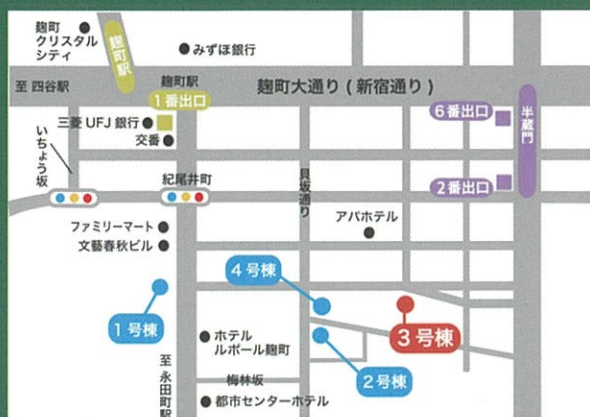 麹町
クリスタル
シティ
麹町駅
みずほ銀行
至 四谷駅
麹町駅
1番出口
麹町大通り(新宿通り)
三菱UFJ銀行
交番
いちょう坂
6番出口
半蔵門
2番出口
紀尾井町
貝坂通り
アパホテル
ファミリーマート
文藝春秋ビル
4号棟
1号棟
3号棟
ホテル
ルポール麹町
2号棟
至 永田町駅
梅林坂
都市センターホテル